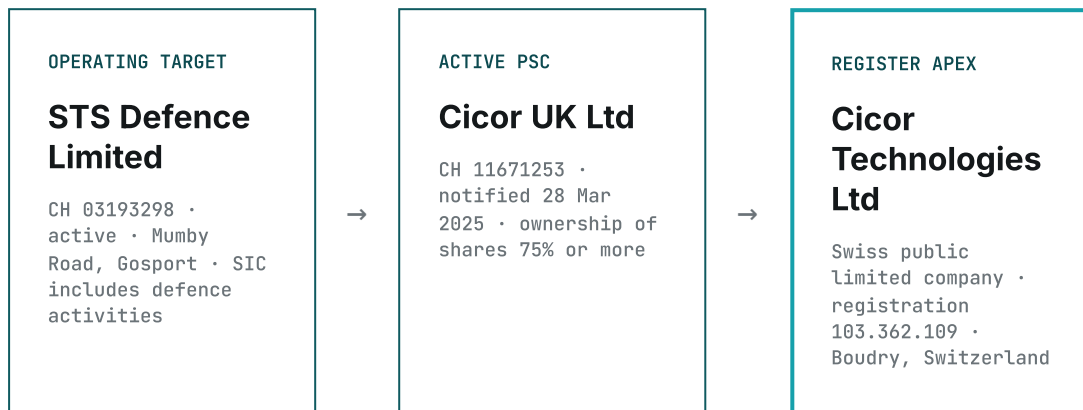 OPERATING TARGET
STS Defence
Limited
CH 03193298 ·
active · Mumby
Road, Gosport · SIC
includes defence
activities
→
ACTIVE PSC
Cicor UK Ltd
CH 11671253 ·
notified 28 Mar
2025 · ownership of
shares 75% or more
→
REGISTER APEX
Cicor
Technologies
Ltd
Swiss public
limited company ·
registration
103.362.109 ·
Boudry, Switzerland